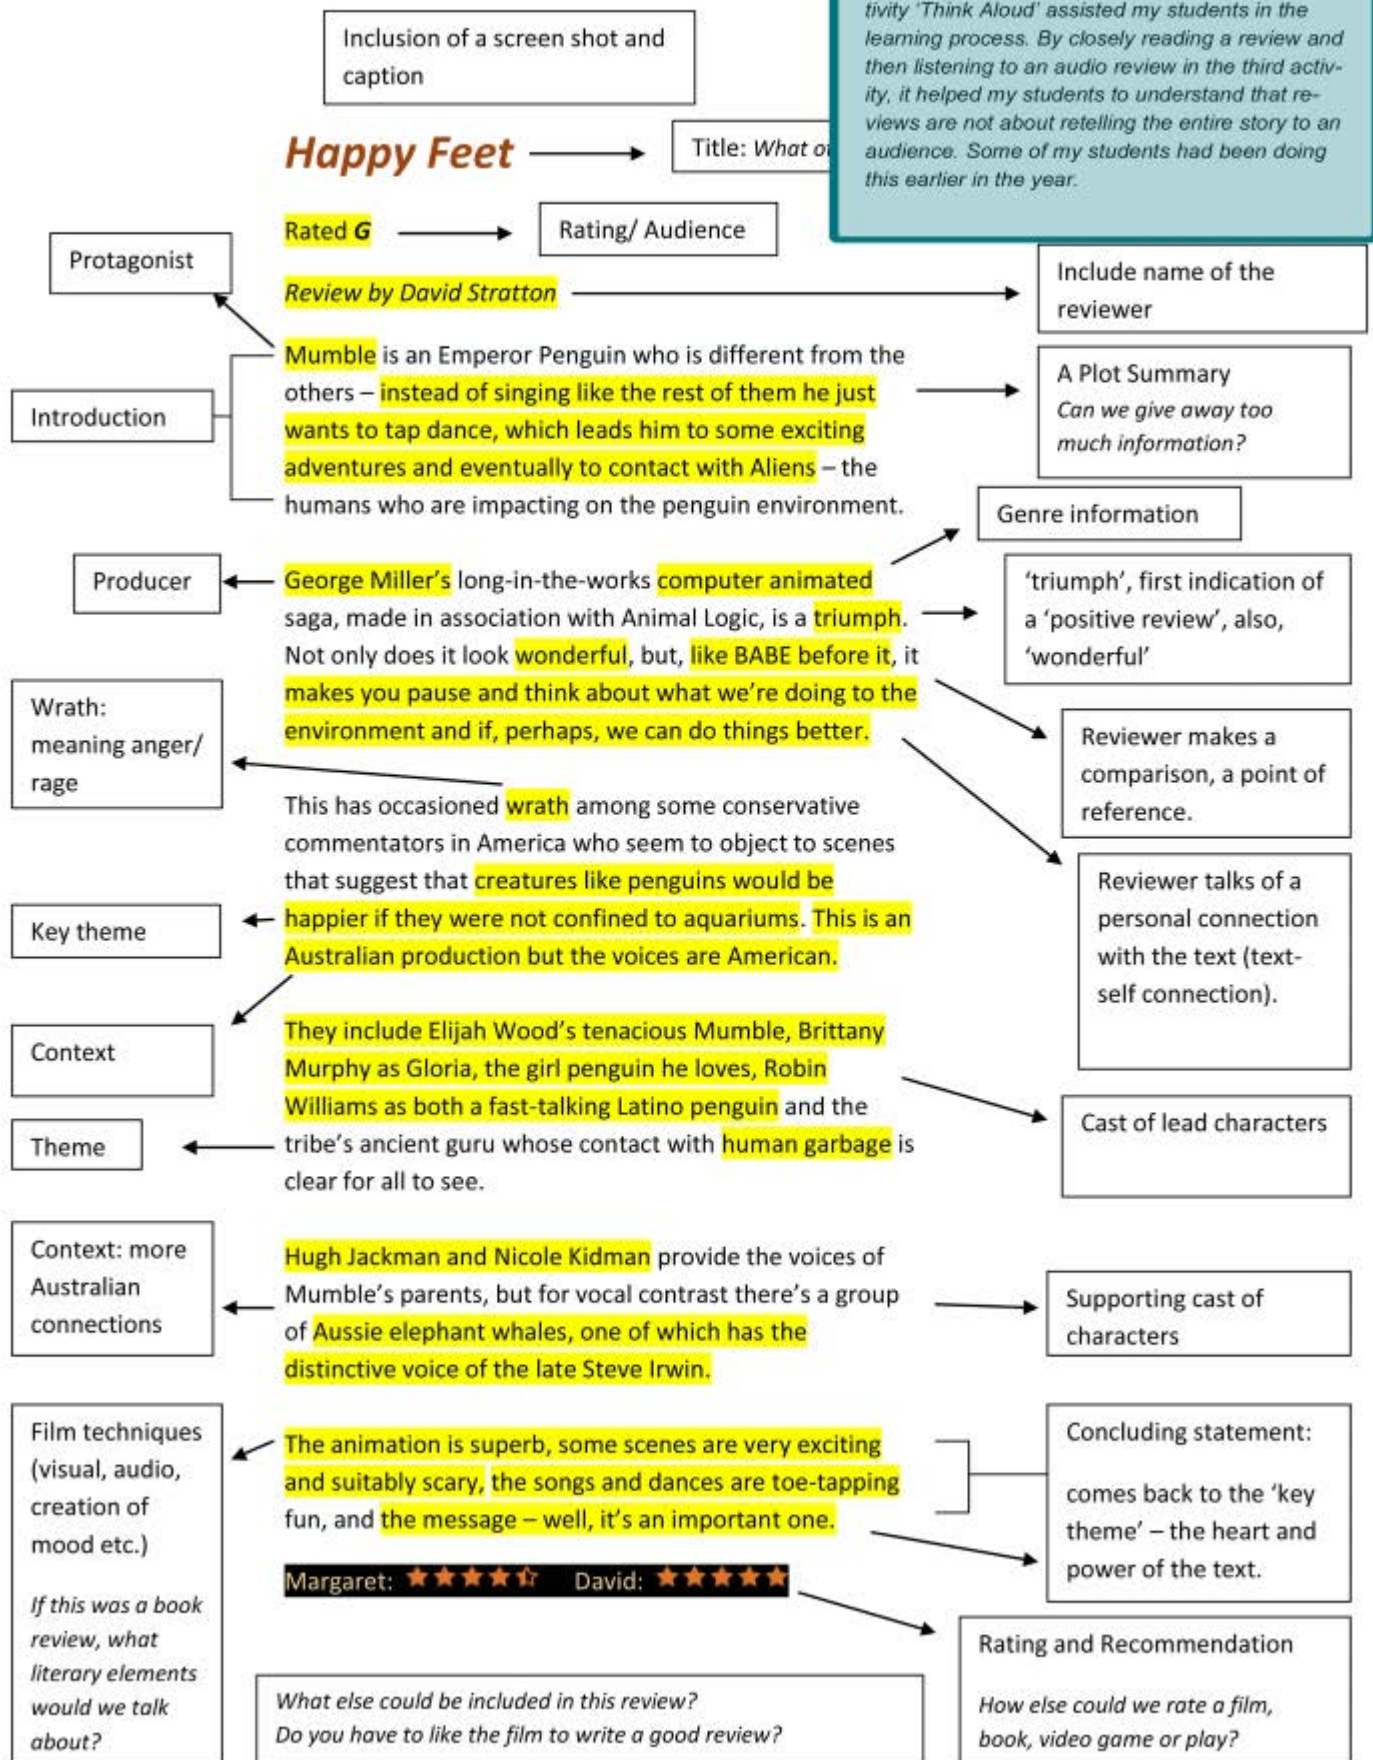 tivity ‘Think Aloud’ assisted my students in the
learning process. By closely reading a review and
then listening to an audio review in the third activ-
ity, it helped my students to understand that re-
views are not about retelling the entire story to an
audience. Some of my students had been doing
this earlier in the year.
Inclusion of a screen shot and
caption
Happy Feet
Title: What
Rated G
Rating/ Audience
Protagonist
Review by David Stratton
Include name of the
reviewer
Introduction
Mumble is an Emperor Penguin who is different from the
others – instead of singing like the rest of them he just
wants to tap dance, which leads him to some exciting
adventures and eventually to contact with Aliens – the
humans who are impacting on the penguin environment.
A Plot Summary
Can we give away too
much information?
Genre information
Producer
George Miller’s long-in-the-works computer animated
saga, made in association with Animal Logic, is a triumph.
Not only does it look wonderful, but, like BABE before it, it
makes you pause and think about what we’re doing to the
environment and if, perhaps, we can do things better.
‘triumph’, first indication of
a ‘positive review’, also,
‘wonderful’
Wrath:
meaning anger/
rage
Reviewer makes a
comparison, a point of
reference.
This has occasioned wrath among some conservative
commentators in America who seem to object to scenes
that suggest that creatures like penguins would be
happier if they were not confined to aquariums. This is an
Australian production but the voices are American.
Reviewer talks of a
personal connection
with the text (text-
self connection).
Key theme
Context
They include Elijah Wood’s tenacious Mumble, Brittany
Murphy as Gloria, the girl penguin he loves, Robin
Williams as both a fast-talking Latino penguin and the
tribe’s ancient guru whose contact with human garbage is
clear for all to see.
Cast of lead characters
Theme
Context: more
Australian
connections
Hugh Jackman and Nicole Kidman provide the voices of
Mumble’s parents, but for vocal contrast there’s a group
of Aussie elephant whales, one of which has the
distinctive voice of the late Steve Irwin.
Supporting cast of
characters
Film techniques
(visual, audio,
creation of
mood etc.)
If this was a book
review, what
literary elements
would we talk
about?
The animation is superb, some scenes are very exciting
and suitably scary, the songs and dances are toe-tapping
fun, and the message – well, it’s an important one.
Concluding statement:
comes back to the ‘key
theme’ – the heart and
power of the text.
Margaret: David:
Rating and Recommendation
How else could we rate a film,
book, video game or play?
What else could be included in this review?
Do you have to like the film to write a good review?